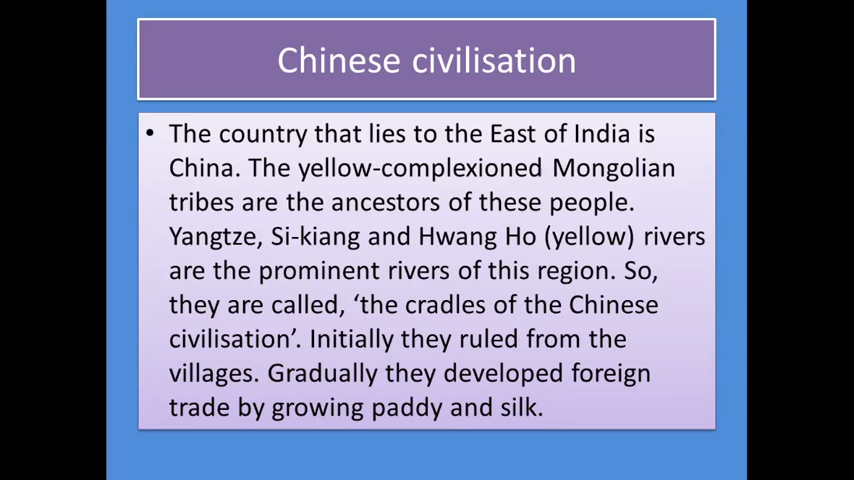 Chinese civilisation
• The country that lies to the East of India is
China. The yellow-complexioned Mongolian
tribes are the ancestors of these people.
Yangtze, Si-kiang and Hwang Ho (yellow) rivers
are the prominent rivers of this region. So,
they are called, ‘the cradles of the Chinese
civilisation’. Initially they ruled from the
villages. Gradually they developed foreign
trade by growing paddy and silk.